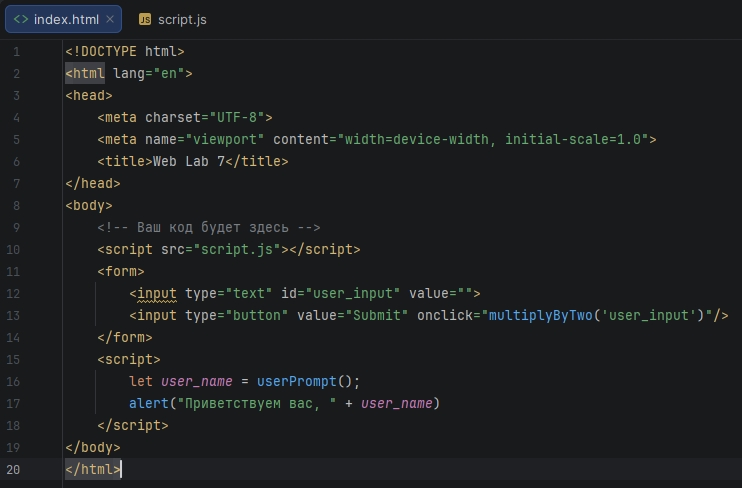 index.html
script.js
1 <!DOCTYPE html>
2 <html lang="en">
3 <head>
4     <meta charset="UTF-8">
5     <meta name="viewport" content="width=device-width, initial-scale=1.0">
6     <title>Web Lab 7</title>
7 </head>
8 <body>
9     <!-- Ваш код будет здесь -->
10     <script src="script.js"></script>
11     <form>
12         <input type="text" id="user_input" value="">
13         <input type="button" value="Submit" onclick="multiplyByTwo('user_input')"/>
14     </form>
15     <script>
16         let user_name = userPrompt();
17         alert("Приветствуем вас, " + user_name)
18     </script>
19 </body>
20 </html>